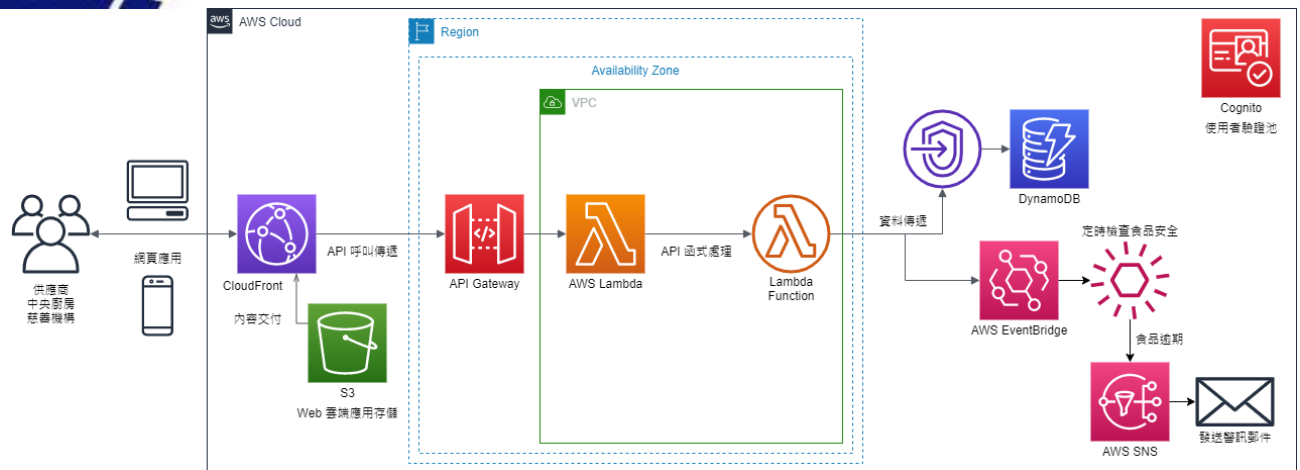 aws
AWS Cloud
Region
Availability Zone
VPC
Cognito
使用者驗證池
DynamoDB
資料傳遞
定時檢查食品安全
網頁應用
API 呼叫傳遞
API 函式處理
CloudFront
API Gateway
AWS Lambda
Lambda
Function
供應商
中央廚房
慈善機構
內容交付
AWS EventBridge
食品逾期
S3
Web 雲端應用存儲
AWS SNS
發送警訊郵件